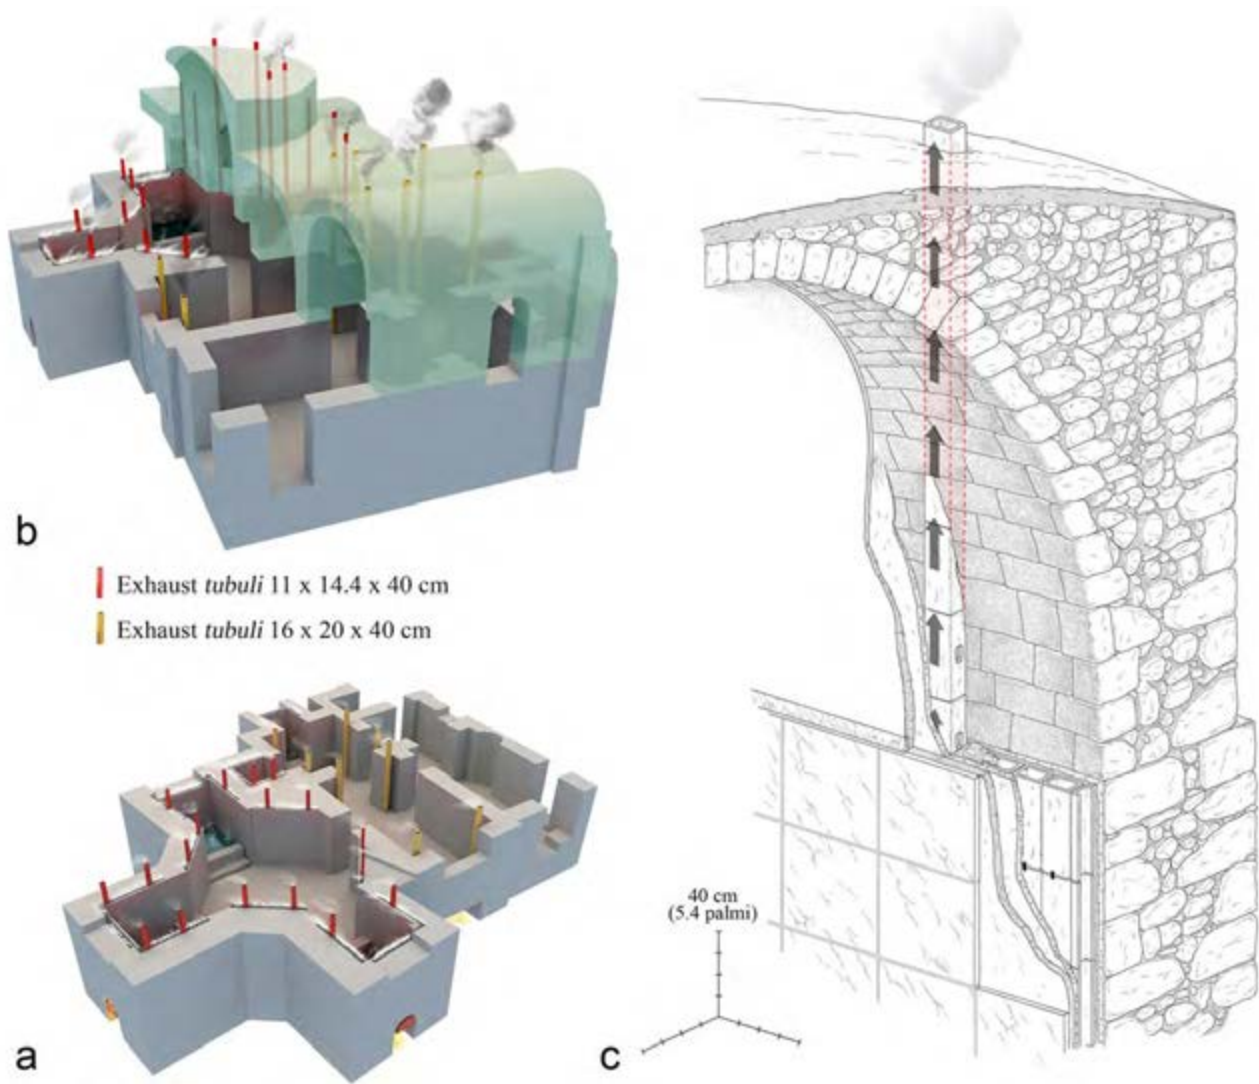 b
Exhaust tubuli 11 x 14.4 x 40 cm
Exhaust tubuli 16 x 20 x 40 cm
a
40 cm
(5.4 palmi)
c